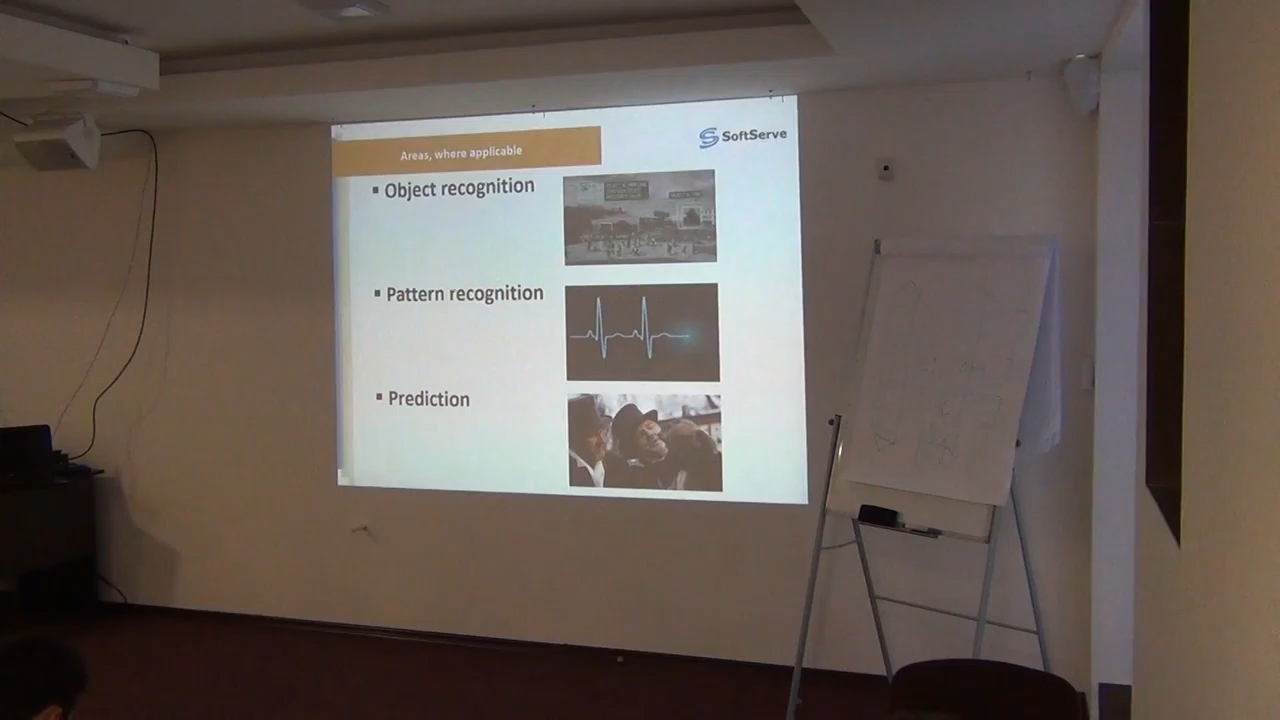 Areas, where applicable
SoftServe
▪ Object recognition
▪ Pattern recognition
▪ Prediction